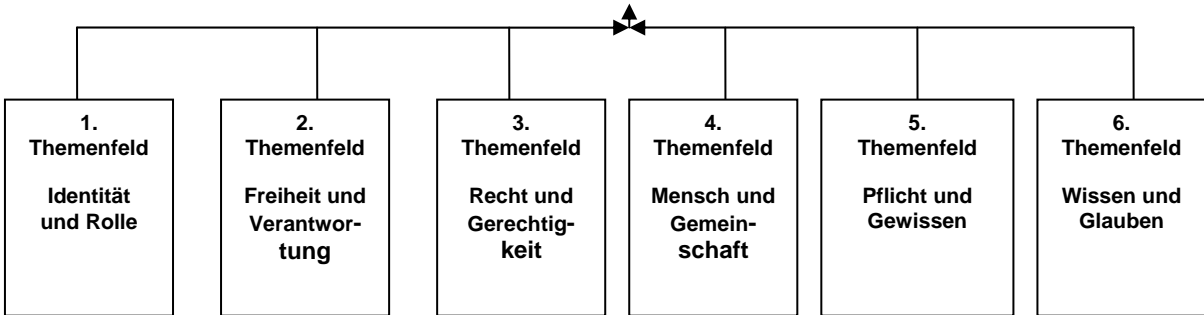 1.
Themenfeld
Identität
und Rolle
2.
Themenfeld
Freiheit und
Verantwor-
tung
3.
Themenfeld
Recht und
Gerechtig-
keit
4.
Themenfeld
Mensch und
Gemein-
schaft
5.
Themenfeld
Pflicht und
Gewissen
6.
Themenfeld
Wissen und
Glauben